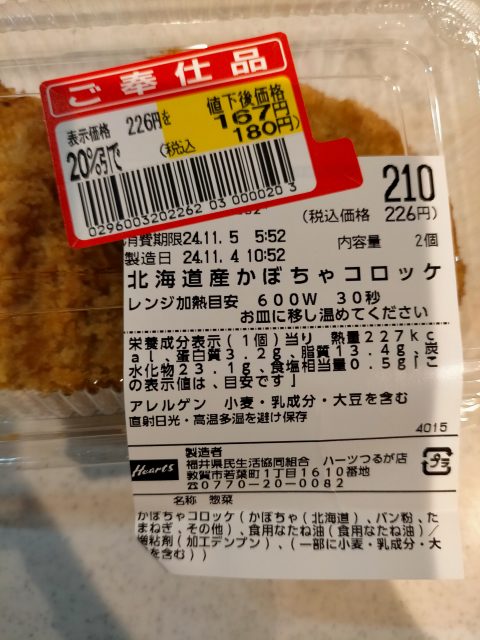 ご奉仕品
表示価格 226円を
20%引で
値下後価格
167円
(税込 180円)
0296003202262 03 000020 3
210
(税込価格 226円)
消費期限24.11.5 5:52
内容量 2個
製造日 24.11.4 10:52
北海道産かぼちゃコロッケ
レンジ加熱目安 600W 30秒
お皿に移し温めてください
栄養成分表示(1個)当り 熱量227kc
al、蛋白質3.2g、脂質13.4g、炭
水化物23.1g、食塩相当量0.5g「こ
の表示値は、目安です」
アレルゲン 小麦・乳成分・大豆を含む
直射日光・高温多湿を避け保存
4015
製造者
Hearts
福井県民生活協同組合 ハーツつるが店
敦賀市若葉町1丁目1610番地
☎0770-20-0082
プラ
名称 惣菜
かぼちゃコロッケ(かぼちゃ(北海道)、パン粉、た
まねぎ、その他)、食用なたね油(食用なたね油)/
増粘剤(加工デンプン)、(一部に小麦・乳成分・大
豆を含む))